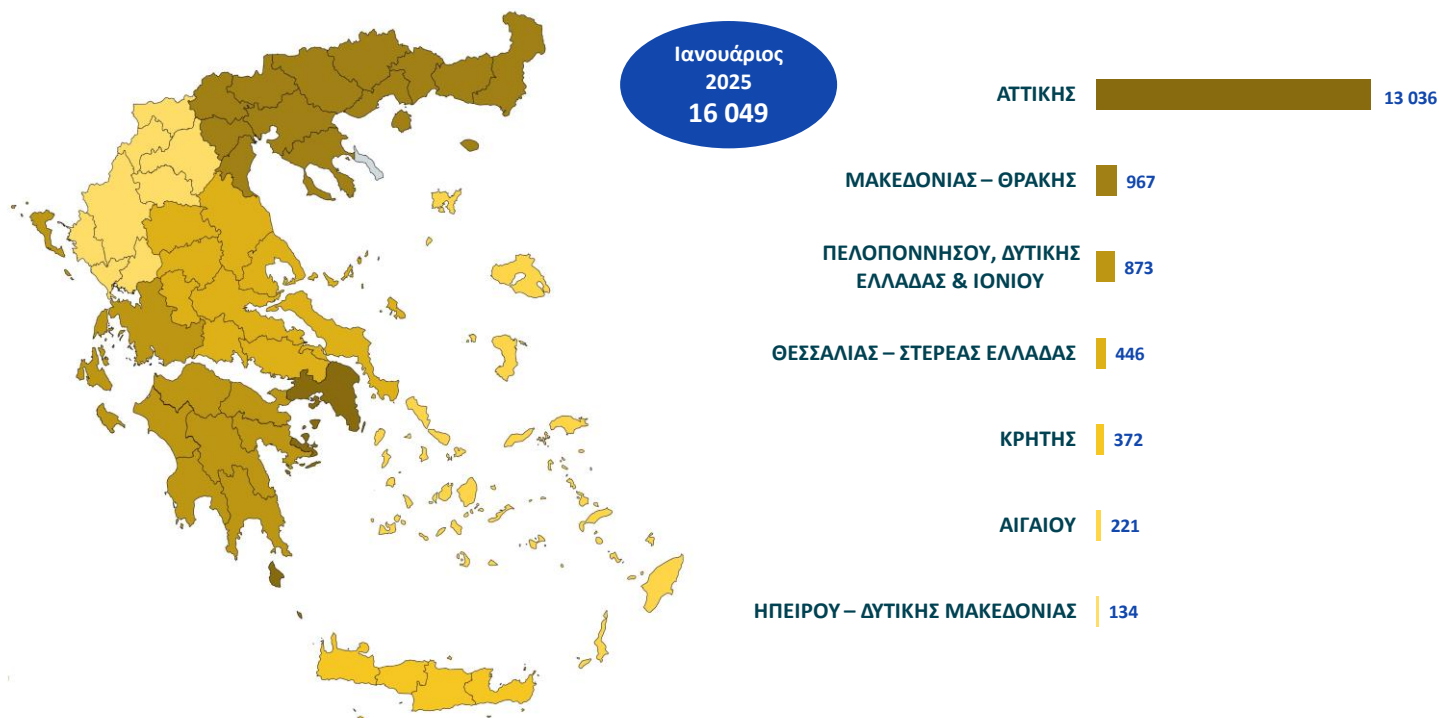 Ιανουάριος
2025
16 049
ΑΤΤΙΚΗΣ
13 036
ΜΑΚΕΔΟΝΙΑΣ – ΘΡΑΚΗΣ
967
ΠΕΛΟΠΟΝΝΗΣΟΥ, ΔΥΤΙΚΗΣ
ΕΛΛΑΔΑΣ & ΙΟΝΙΟΥ
873
ΘΕΣΣΑΛΙΑΣ – ΣΤΕΡΕΑΣ ΕΛΛΑΔΑΣ
446
ΚΡΗΤΗΣ
372
ΑΙΓΑΙΟΥ
221
ΗΠΕΙΡΟΥ – ΔΥΤΙΚΗΣ ΜΑΚΕΔΟΝΙΑΣ
134